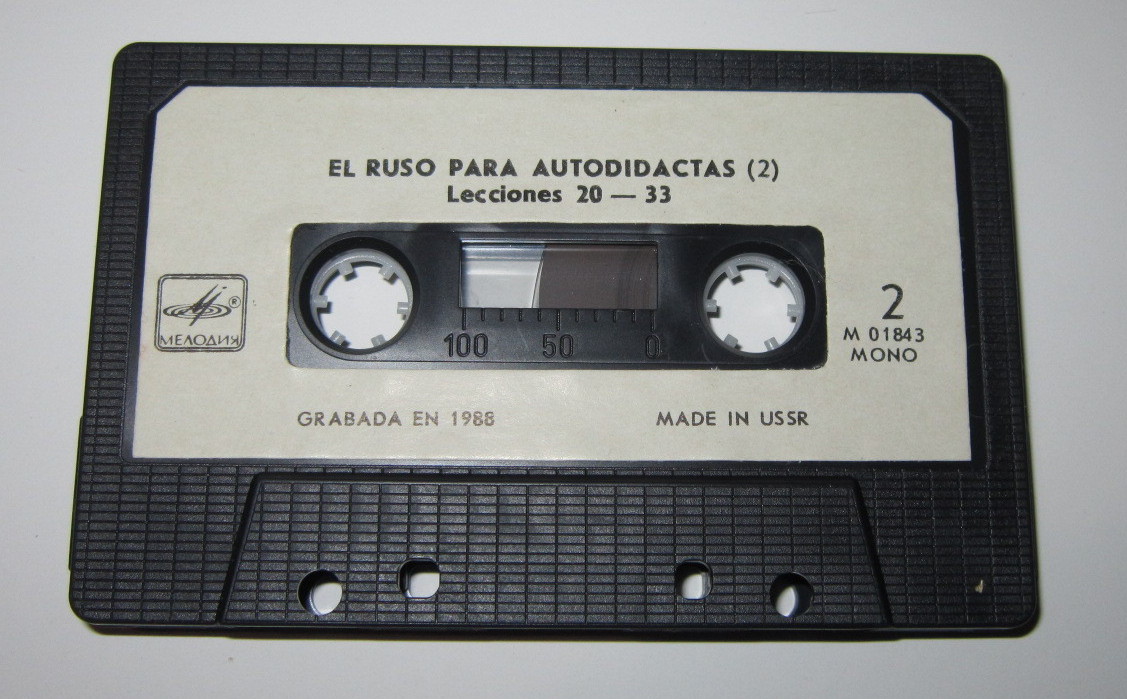 EL RUSO PARA AUTODIDACTAS (2)
Lecciones 20 — 33
®
МЕЛОДИЯ
100 50 0
2
M 01843
MONO
GRABADA EN 1988
MADE IN USSR